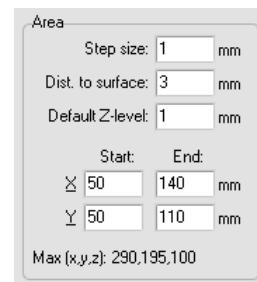 Area
Step size: 1 mm
Dist. to surface: 3 mm
Default Z-level: 1 mm
Start: End:
X 50 140 mm
Y 50 110 mm
Max (x,y,z): 290,195,100